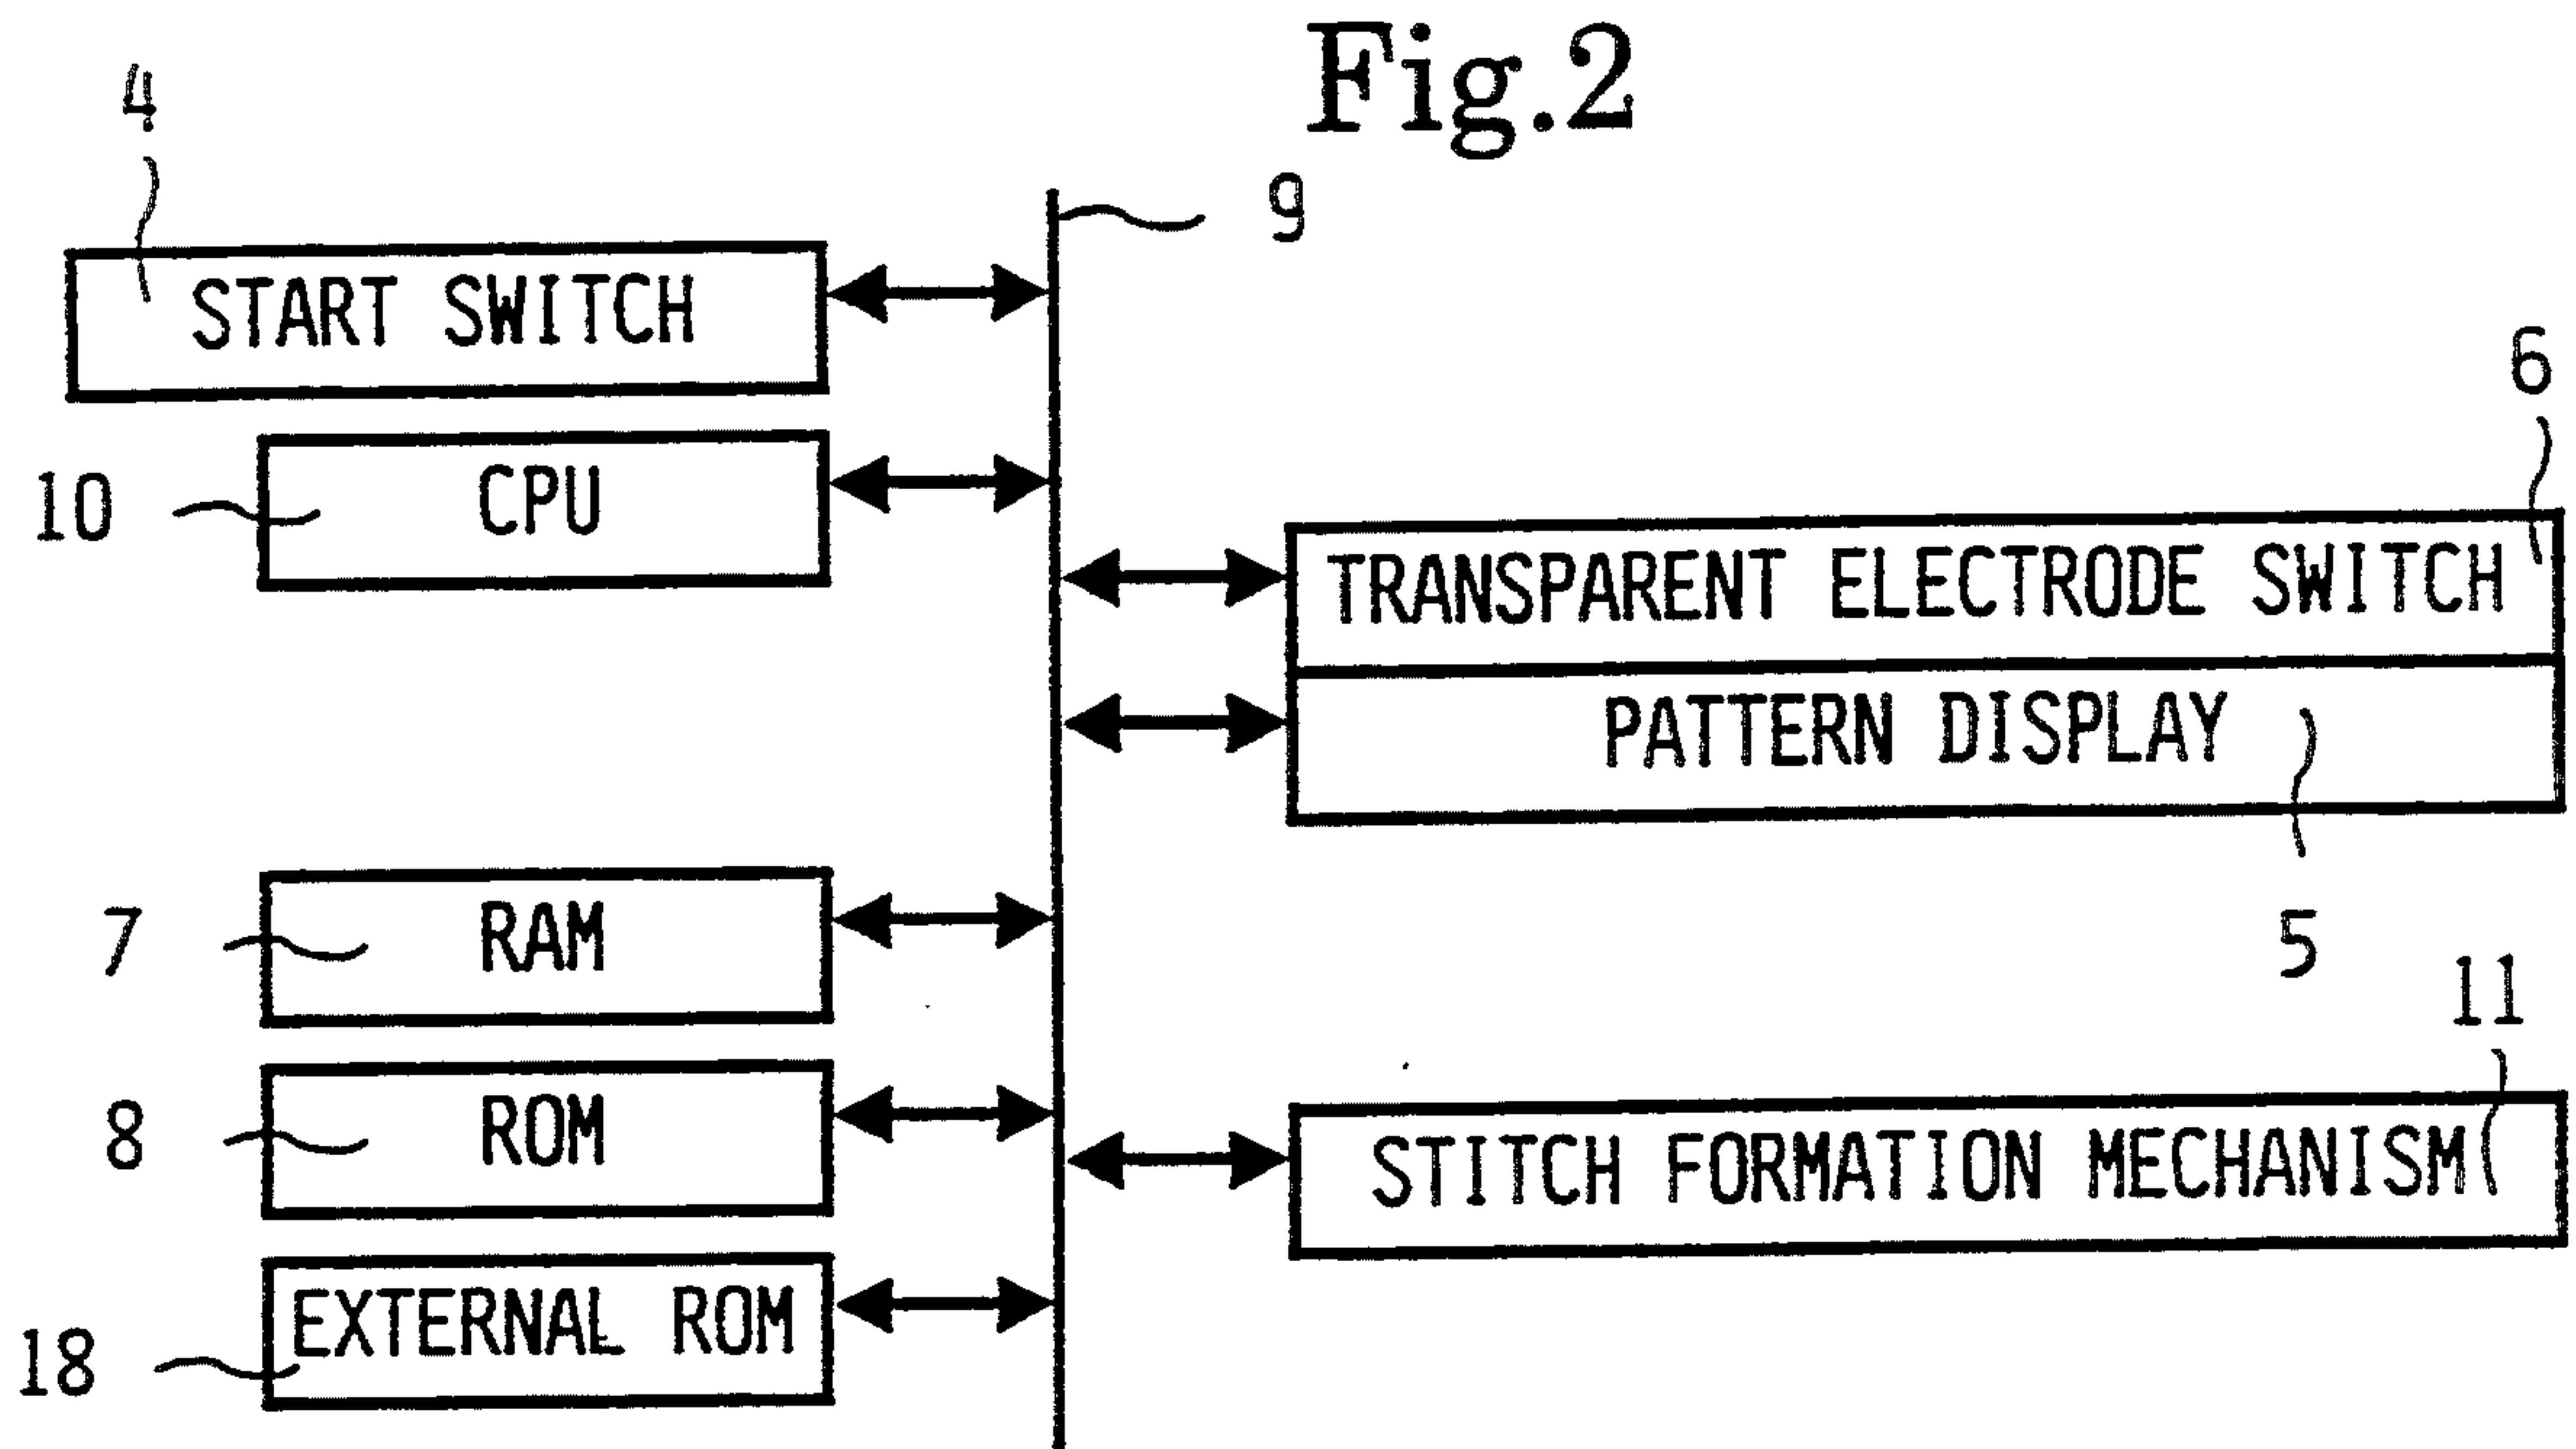 Fig.2
4
9
START SWITCH
6
10
CPU
TRANSPARENT ELECTRODE SWITCH
PATTERN DISPLAY
5
7
RAM
11
8
ROM
STITCH FORMATION MECHANISM
18
EXTERNAL ROM